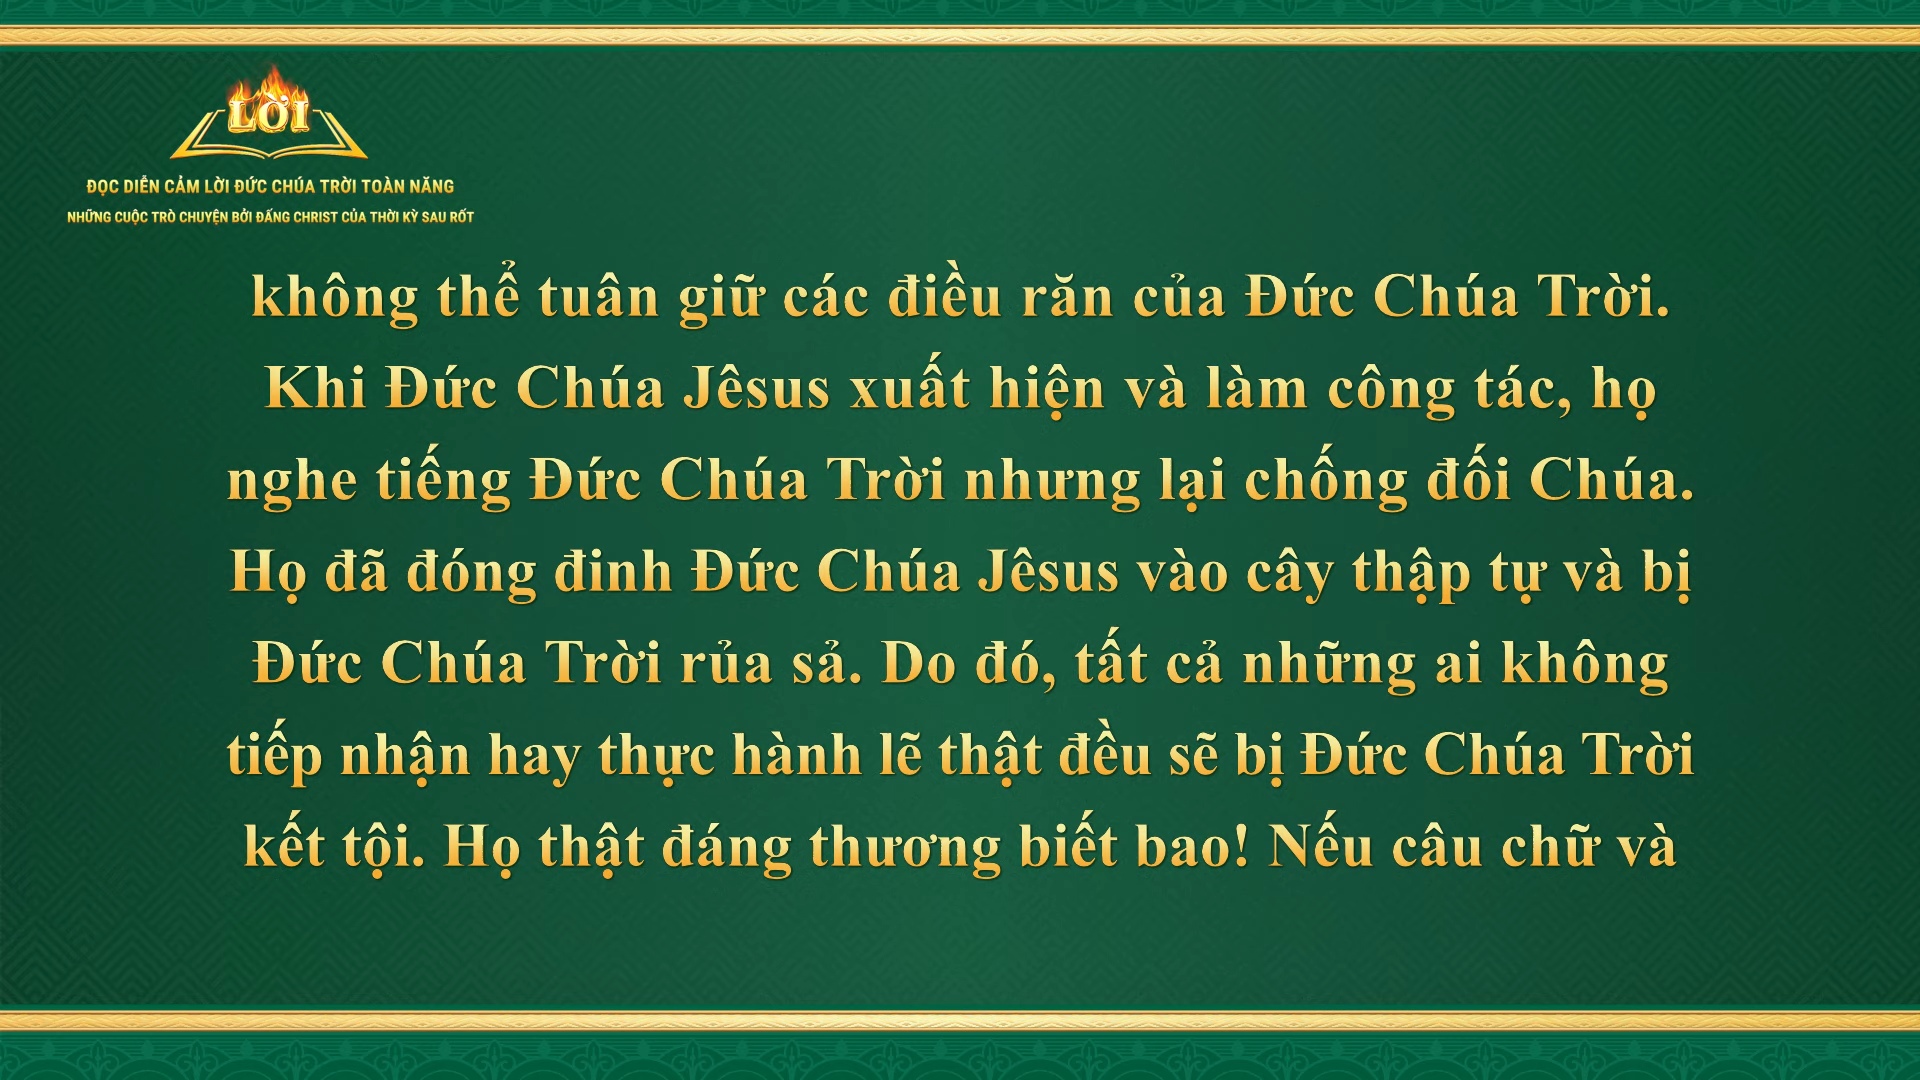 LỜI
ĐỌC DIỄN CẢM LỜI ĐỨC CHÚA TRỜI TOÀN NĂNG
NHỮNG CUỘC TRÒ CHUYỆN BỞI ĐẤNG CHRIST CỦA THỜI KỲ SAU RỐT
không thể tuân giữ các điều răn của Đức Chúa Trời.
Khi Đức Chúa Jêsus xuất hiện và làm công tác, họ
nghe tiếng Đức Chúa Trời nhưng lại chống đối Chúa.
Họ đã đóng đinh Đức Chúa Jêsus vào cây thập tự và bị
Đức Chúa Trời rủa sả. Do đó, tất cả những ai không
tiếp nhận hay thực hành lẽ thật đều sẽ bị Đức Chúa Trời
kết tội. Họ thật đáng thương biết bao! Nếu câu chữ và